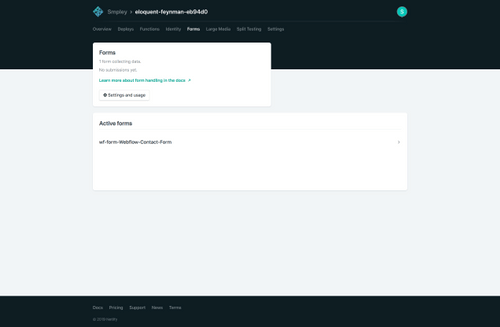 Simpley › eloquent-feynman-eb94d0
S
Overview Deploys Functions Identity Forms Large Media Split Testing Settings
Forms
1 form collecting data.
No submissions yet.
Learn more about form handling in the docs ↗
Settings and usage
Active forms
wf-form-Webflow-Contact-Form
Docs Pricing Support News Terms
© 2019 Netlify